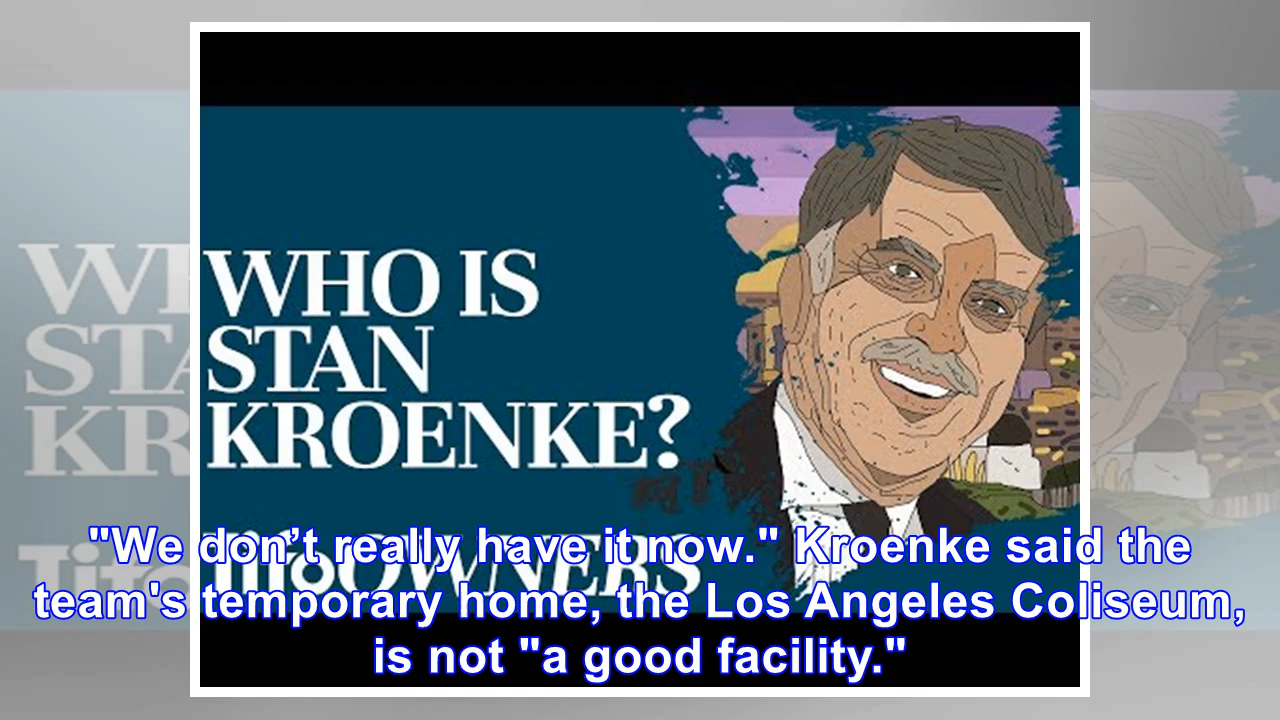 WHO IS
STAN
KROENKE?
OWNERS
"We don’t really have it now." Kroenke said the
team's temporary home, the Los Angeles Coliseum,
is not "a good facility."